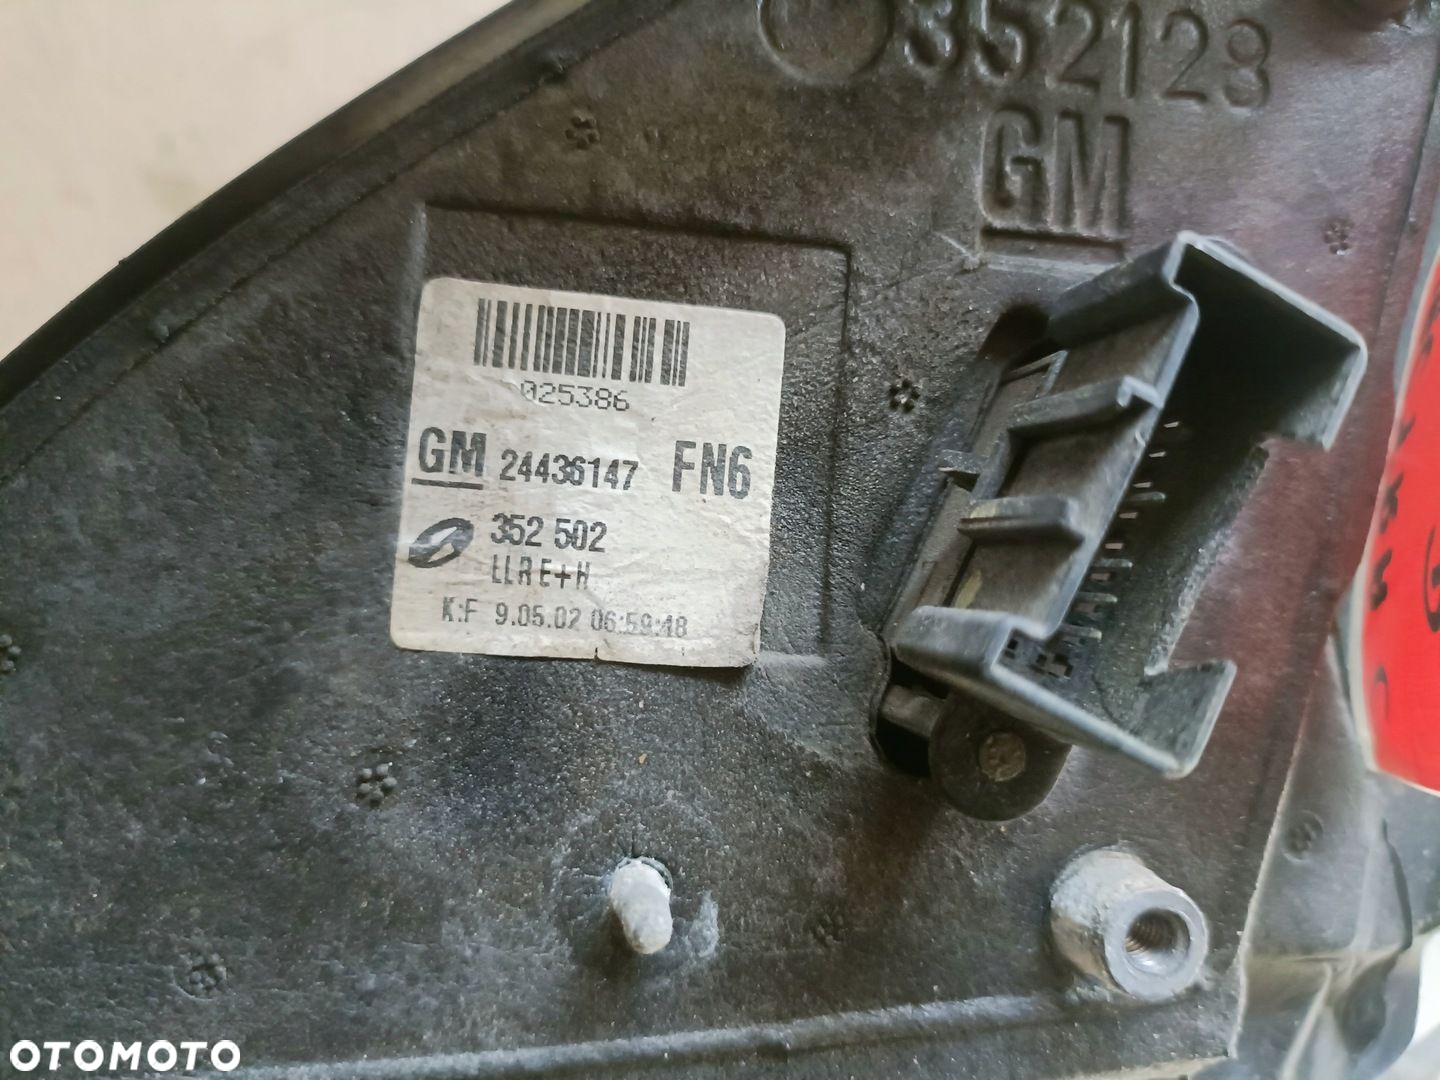 352128
GM
025386
GM 24436147 FN6
352 502
LLR E+H
K:F 9.05.02 06:59:48
OTOMOTO